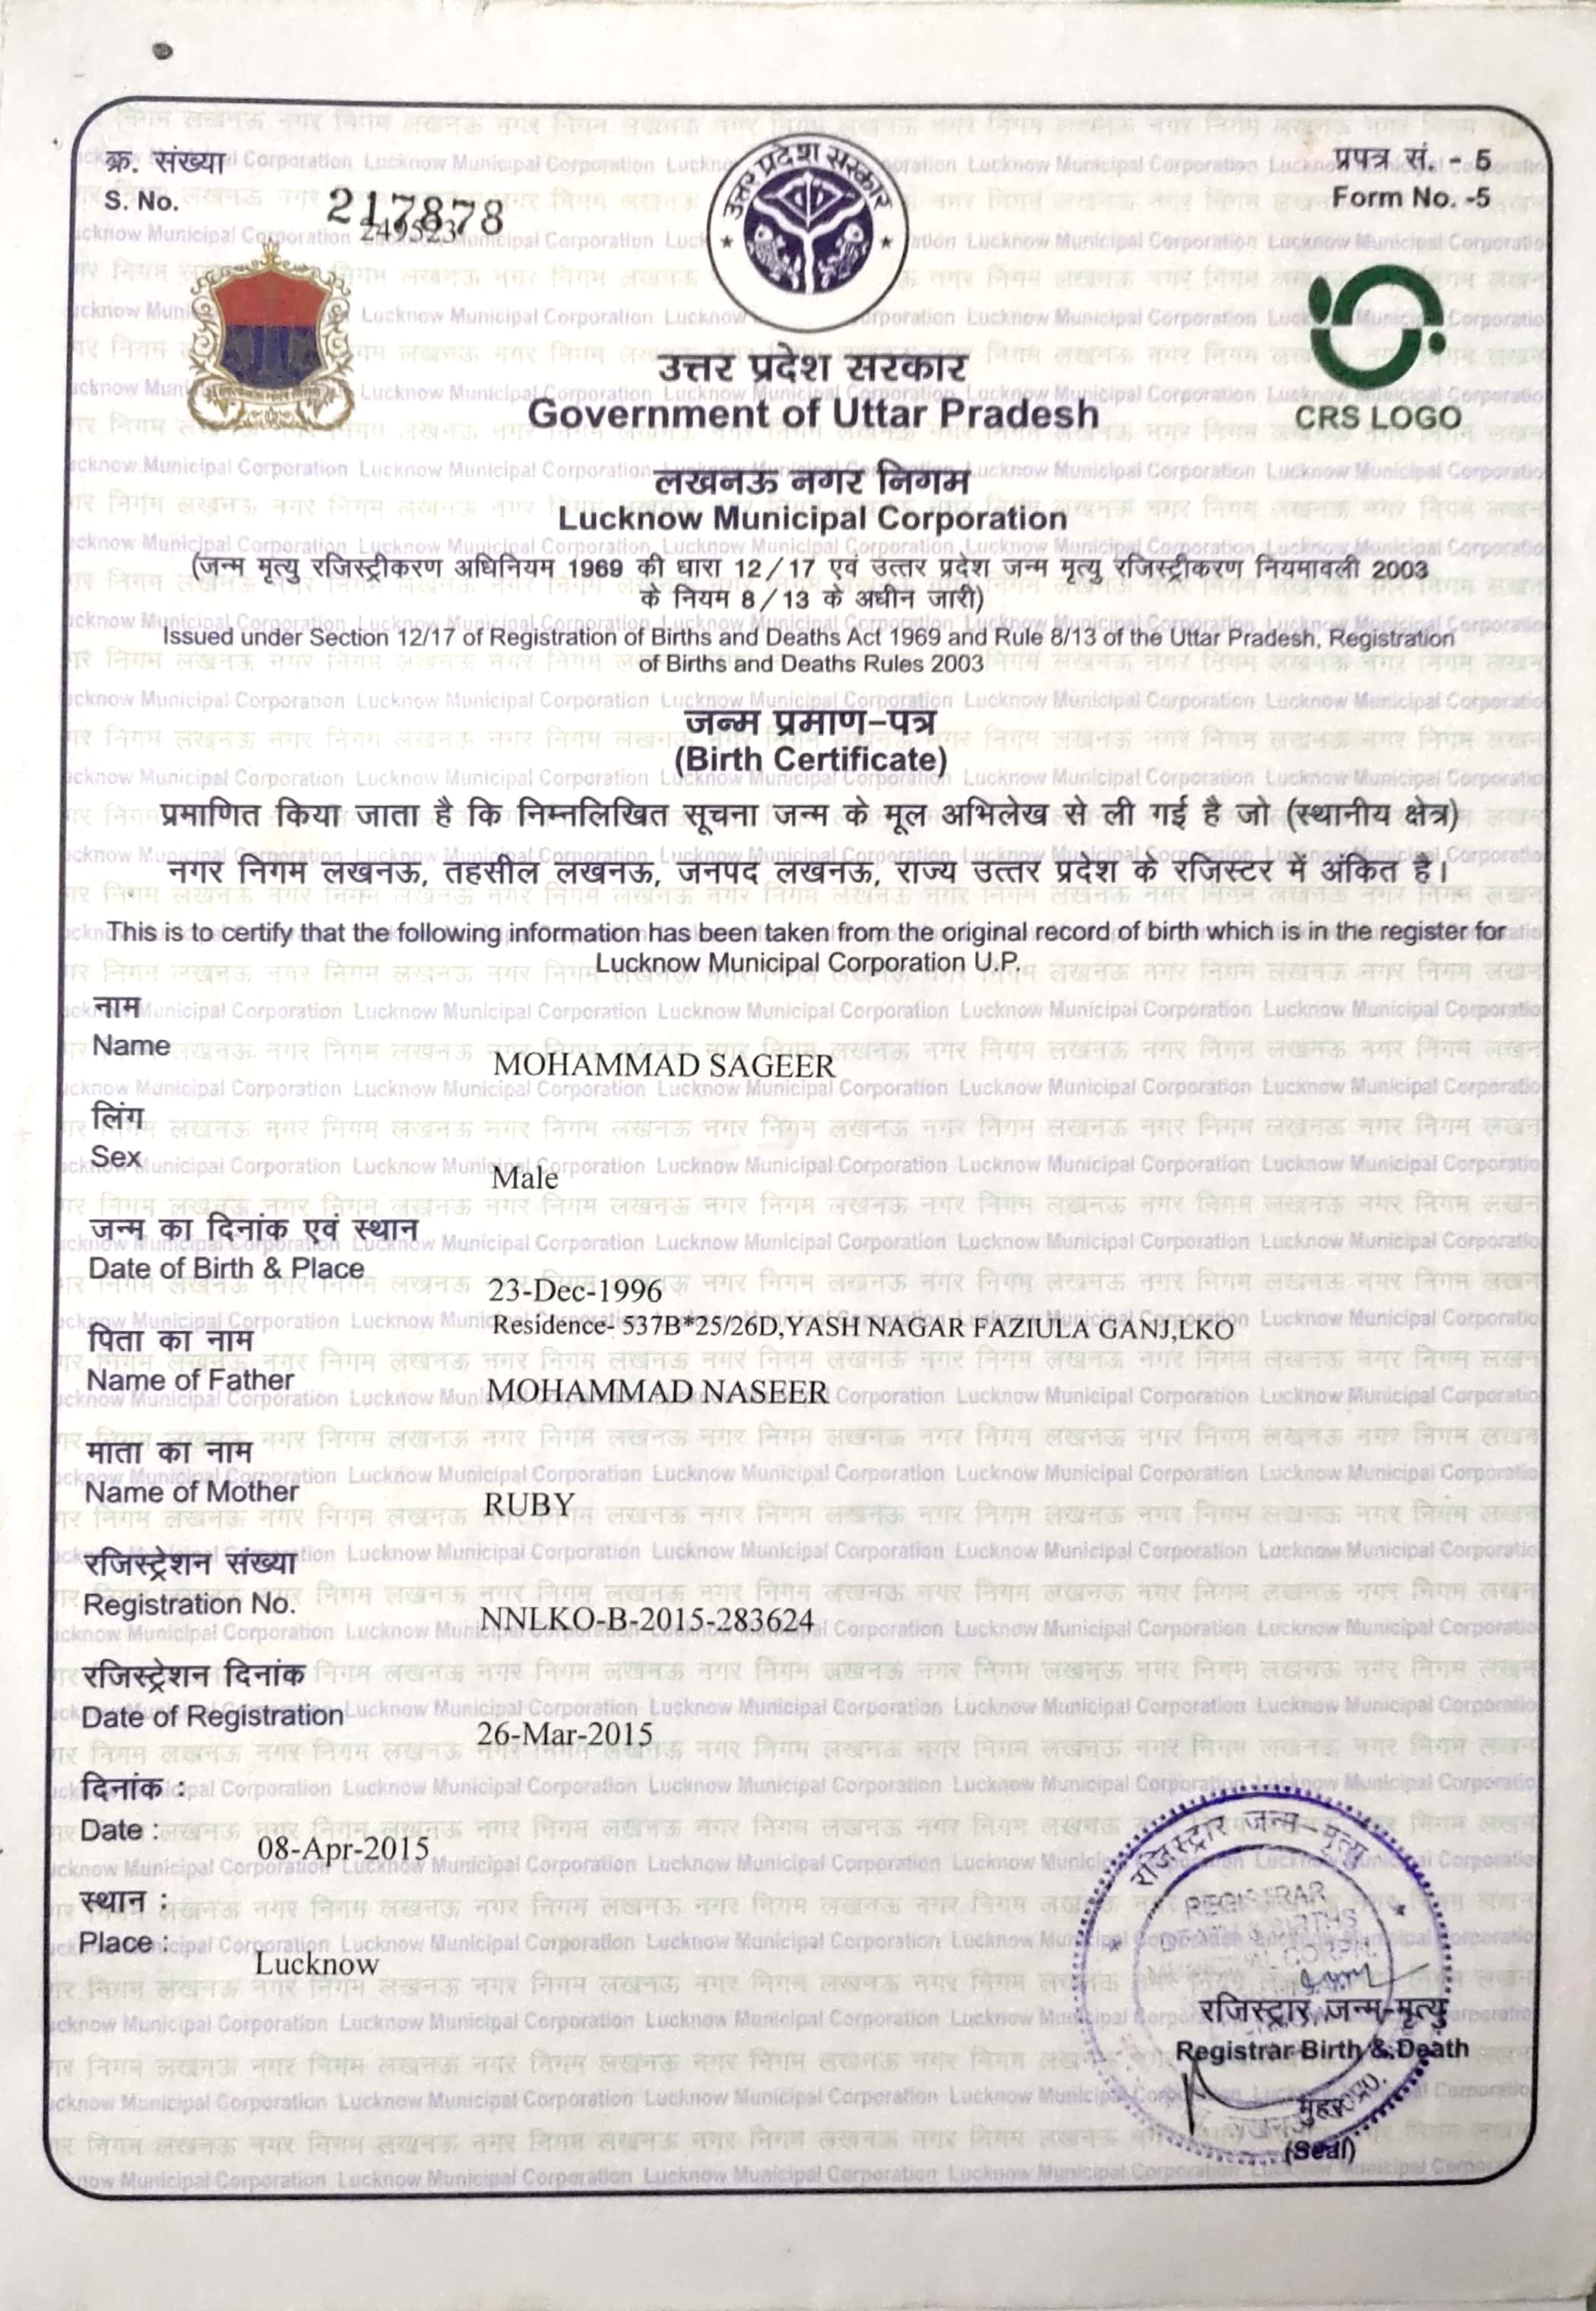 क्र. संख्या
S. No.
217878
249523
प्रपत्र सं. - 5
Form No. -5
उत्तर प्रदेश सरकार
CRS LOGO
उत्तर प्रदेश सरकार
Government of Uttar Pradesh
लखनऊ नगर निगम
Lucknow Municipal Corporation
(जन्म मृत्यु रजिस्ट्रीकरण अधिनियम 1969 की धारा 12/17 एवं उत्तर प्रदेश जन्म मृत्यु रजिस्ट्रीकरण नियमावली 2003
के नियम 8/13 के अधीन जारी)
Issued under Section 12/17 of Registration of Births and Deaths Act 1969 and Rule 8/13 of the Uttar Pradesh, Registration
of Births and Deaths Rules 2003
जन्म प्रमाण-पत्र
(Birth Certificate)
प्रमाणित किया जाता है कि निम्नलिखित सूचना जन्म के मूल अभिलेख से ली गई है जो (स्थानीय क्षेत्र)
नगर निगम लखनऊ, तहसील लखनऊ, जनपद लखनऊ, राज्य उत्तर प्रदेश के रजिस्टर में अंकित है।
This is to certify that the following information has been taken from the original record of birth which is in the register for
Lucknow Municipal Corporation U.P.
नाम
Name
MOHAMMAD SAGEER
लिंग
Sex
Male
जन्म का दिनांक एवं स्थान
Date of Birth & Place
23-Dec-1996
Residence- 537B*25/26D,YASH NAGAR FAZIULA GANJ,LKO
पिता का नाम
Name of Father
MOHAMMAD NASEER
माता का नाम
Name of Mother
RUBY
रजिस्ट्रेशन संख्या
Registration No.
NNLKO-B-2015-283624
रजिस्ट्रेशन दिनांक
Date of Registration
26-Mar-2015
दिनांक :
Date :
08-Apr-2015
स्थान :
Place :
Lucknow
रजिस्ट्रार जन्म-मृत्यु
REGISTRAR
रजिस्ट्रार, जन्म-मृत्यु
Registrar Birth & Death
मुहर
(Seal)